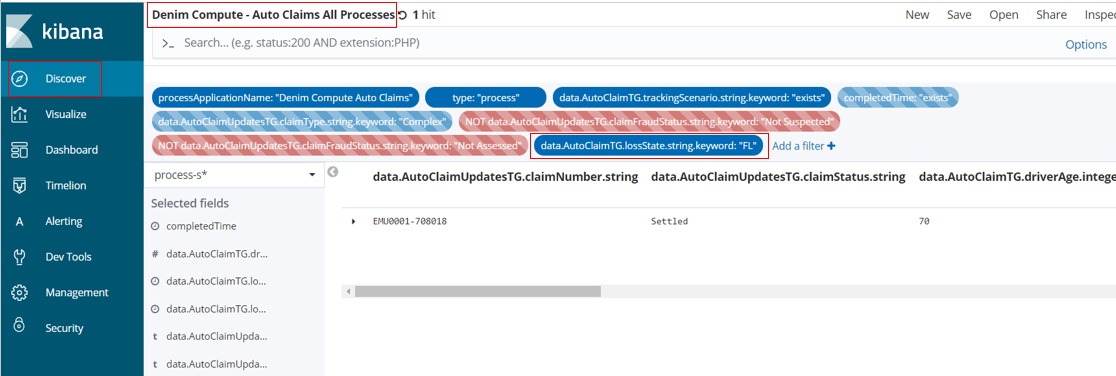 kibana
Discover
Visualize
Dashboard
Timelion
A Alerting
Dev Tools
Management
Security
Denim Compute - Auto Claims All Processes 1 hit
New Save Open Share Inspe
>_ Search... (e.g. status:200 AND extension:PHP)
Options
processApplicationName: "Denim Compute Auto Claims" type: "process" data.AutoClaimTG.trackingScenario.string.keyword: "exists" completedTime: "exists"
data.AutoClaimUpdatesTG.claimType.string.keyword: "Complex" NOT data.AutoClaimUpdatesTG.claimFraudStatus.string.keyword: "Not Suspected"
NOT data.AutoClaimUpdatesTG.claimFraudStatus.string.keyword: "Not Assessed" data.AutoClaimTG.lossState.string.keyword: "FL" Add a filter +
process-s*
Selected fields
completedTime
# data.AutoClaimTG.dr...
data.AutoClaimTG.lo...
data.AutoClaimTG.lo...
t data.AutoClaimUpda...
t data.AutoClaimUpda...
data.AutoClaimUpdatesTG.claimNumber.string data.AutoClaimUpdatesTG.claimStatus.string data.AutoClaimTG.driverAge.intege
EMU0001-708018 Settled 70